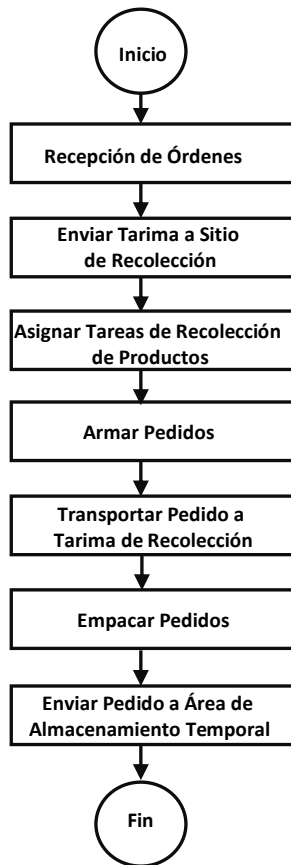 Inicio
Recepción de Órdenes
Enviar Tarima a Sitio
de Recolección
Asignar Tareas de Recolección
de Productos
Armar Pedidos
Transportar Pedido a
Tarima de Recolección
Empacar Pedidos
Enviar Pedido a Área de
Almacenamiento Temporal
Fin